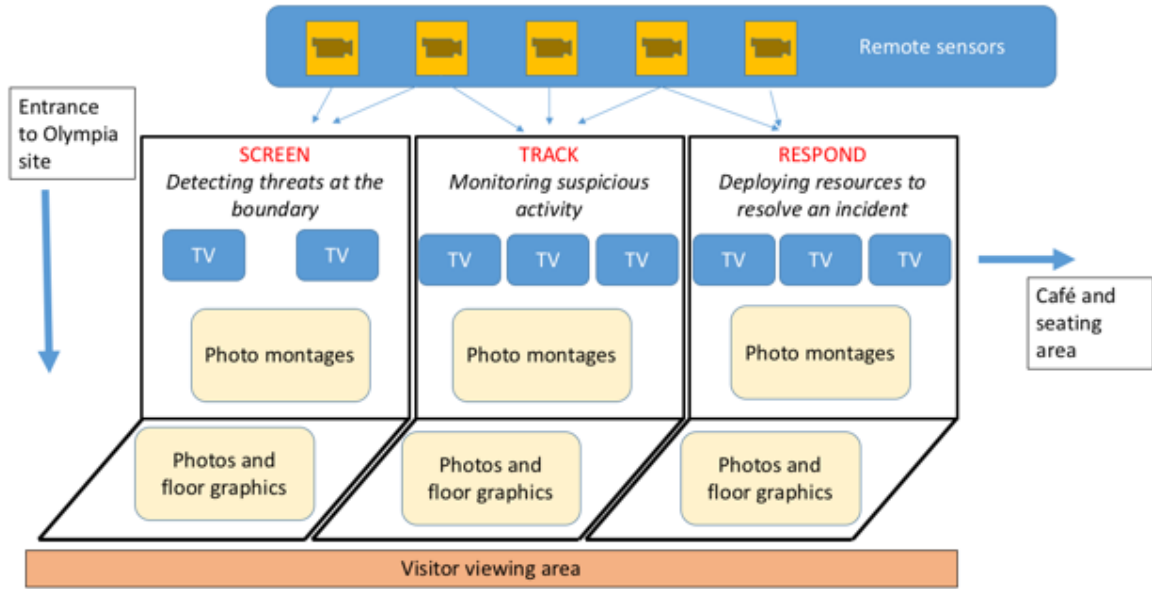 Remote sensors
Entrance
to Olympia
site
SCREEN
Detecting threats at the
boundary
TV
TV
Photo montages
Photos and
floor graphics
TRACK
Monitoring suspicious
activity
TV
TV
TV
Photo montages
Photos and
floor graphics
RESPOND
Deploying resources to
resolve an incident
TV
TV
TV
Photo montages
Photos and
floor graphics
Café and
seating
area
Visitor viewing area